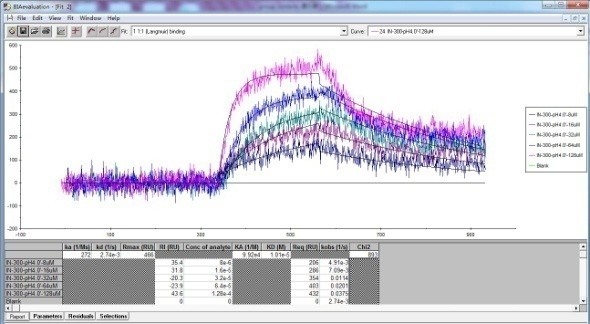 BIAevaluation - [Fit: 2]
File Edit View Fit Window Help
Fit: 1:1 (Langmuir) binding Curve: 24 IN-300-pH4.0'-128uM
600
500
400
300
200
100
0
-100
-200
-100 100 300 500 700 900
IN-300-pH4.0'-8uM
IN-300-pH4.0'-16uM
IN-300-pH4.0'-32uM
IN-300-pH4.0'-64uM
IN-300-pH4.0'-128uM
Blank
ka (1/Ms) kd (1/s) Rmax (RU) RI (RU) Conc of analyte KA (1/M) KD (M) Req (RU) kobs (1/s) Chi2
272 2.74e-3 466 9.92e4 1.01e-5 893
IN-300-pH4.0'-8uM 35.4 8e-6 206 4.91e-3
IN-300-pH4.0'-16uM 31.8 1.6e-5 286 7.09e-3
IN-300-pH4.0'-32uM -20.3 3.2e-5 354 0.0114
IN-300-pH4.0'-64uM -23.9 6.4e-5 403 0.0201
IN-300-pH4.0'-128uM 43.6 1.28e-4 432 0.0375
Blank 0 0 0 2.74e-3
Report Parameters Residuals Selections